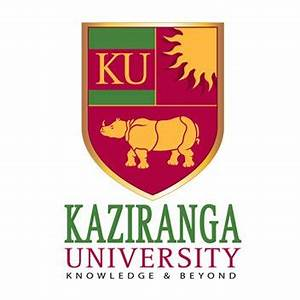 KU
KAZIRANGA
UNIVERSITY
KNOWLEDGE & BEYOND